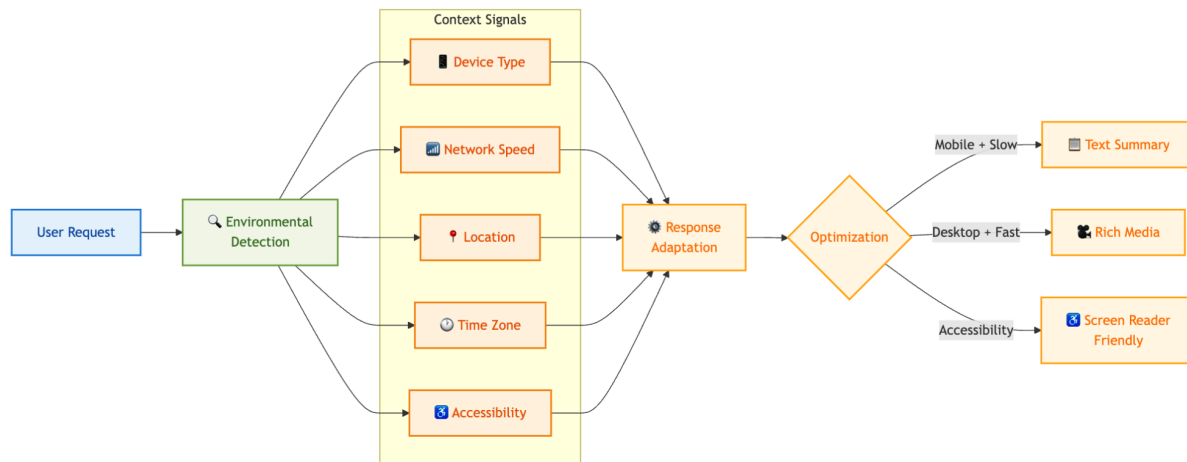 Context Signals
Device Type
Network Speed
Location
Time Zone
Accessibility
User Request
Environmental
Detection
Response
Adaptation
Optimization
Mobile + Slow
Desktop + Fast
Accessibility
Text Summary
Rich Media
Screen Reader
Friendly